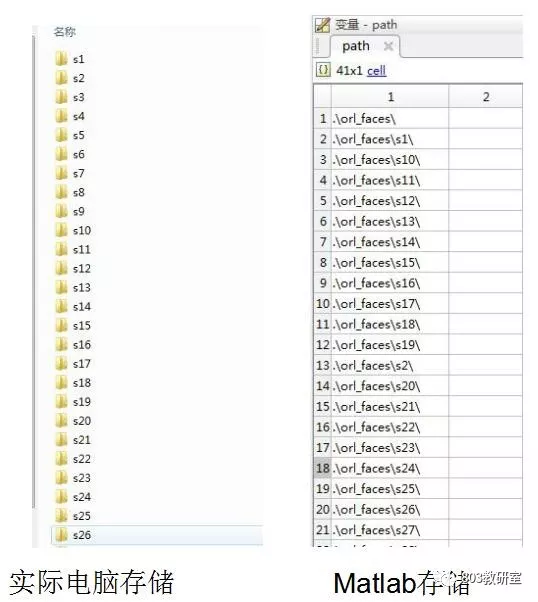 名称
s1
s2
s3
s4
s5
s6
s7
s8
s9
s10
s11
s12
s13
s14
s15
s16
s17
s18
s19
s20
s21
s22
s23
s24
s25
s26
实际电脑存储
变量 - path
path
41x1 cell
1 2
1 .\orl_faces\
2 .\orl_faces\s1\
3 .\orl_faces\s10\
4 .\orl_faces\s11\
5 .\orl_faces\s12\
6 .\orl_faces\s13\
7 .\orl_faces\s14\
8 .\orl_faces\s15\
9 .\orl_faces\s16\
10 .\orl_faces\s17\
11 .\orl_faces\s18\
12 .\orl_faces\s19\
13 .\orl_faces\s2\
14 .\orl_faces\s20\
15 .\orl_faces\s21\
16 .\orl_faces\s22\
17 .\orl_faces\s23\
18 .\orl_faces\s24\
19 .\orl_faces\s25\
20 .\orl_faces\s26\
21 .\orl_faces\s27\
Matlab存储
303教研室